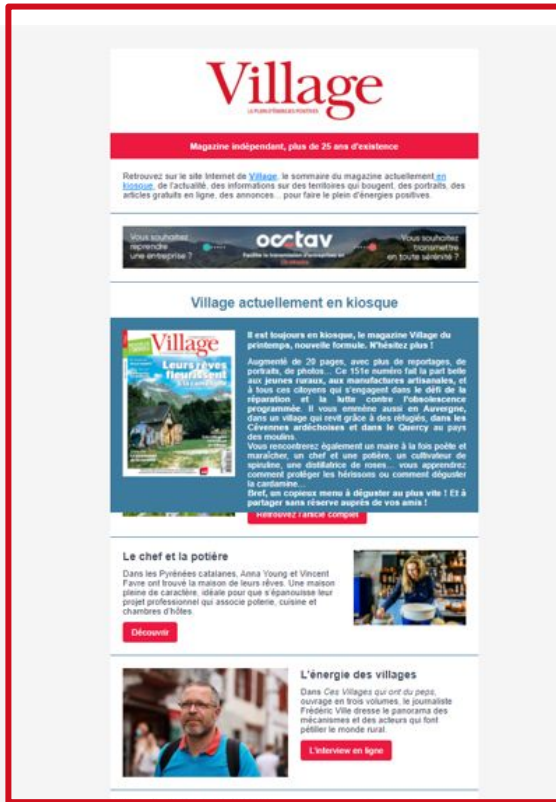 Village
LE PLEIN D'ÉNERGIES POSITIVES
Magazine indépendant, plus de 25 ans d'existence
Retrouvez sur le site Internet de Village, le sommaire du magazine actuellement en
kiosque, de l'actualité, des informations sur des territoires qui bougent, des portraits, des
articles gratuits en ligne, des annonces... pour faire le plein d'énergies positives.
Vous souhaitez
reprendre
une entreprise ?
occtav
Facilite la transmission d'entreprises en
Vous souhaitez
transmettre
en toute sérénité ?
Village actuellement en kiosque
Village
Leurs rêves
fleurissent
à la campagne
Il est toujours en kiosque, le magazine Village du
printemps, nouvelle formule. N'hésitez plus !
Augmenté de 20 pages, avec plus de reportages, de
portraits, de photos... Ce 151e numéro fait la part belle
aux jeunes ruraux, aux manufactures artisanales, et
à tous ces citoyens qui s'engagent dans le défi de la
réparation et la lutte contre l'obsolescence
programmée. Il vous emmène aussi en Auvergne,
dans un village qui revit grâce à des réfugiés, dans les
Cévennes ardéchoises et dans le Quercy au pays
des moulins.
Vous rencontrerez également un maire à la fois poète et
maraîcher, un chef et une potière, un cultivateur de
spiruline, une distillatrice de roses... vous apprendrez
comment protéger les hérissons ou comment déguster
la cardamine...
Bref, un copieux menu à déguster au plus vite ! Et à
partager sans réserve auprès de vos amis !
Retrouvez l'article complet
Le chef et la potière
Dans les Pyrénées catalanes, Anna Young et Vincent
Favre ont trouvé la maison de leurs rêves. Une maison
pleine de caractère, idéale pour que s'épanouisse leur
projet professionnel qui associe poterie, cuisine et
chambres d'hôtes.
Découvrir
L'énergie des villages
Dans Ces Villages qui ont du peps,
ouvrage en trois volumes, le journaliste
Frédéric Ville dresse le panorama des
mécanismes et des acteurs qui font
pétiller le monde rural.
L'interview en ligne